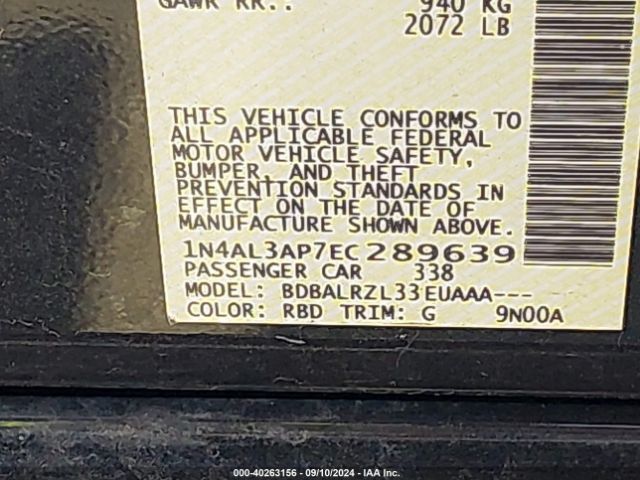 GAWR RR.: 940 KG
2072 LB
THIS VEHICLE CONFORMS TO
ALL APPLICABLE FEDERAL
MOTOR VEHICLE SAFETY,
BUMPER, AND THEFT
PREVENTION STANDARDS IN
EFFECT ON THE DATE OF
MANUFACTURE SHOWN ABOVE.
1N4AL3AP7EC289639
PASSENGER CAR 338
MODEL: BDBALRZL33EUAAA---
COLOR: RBD TRIM: G 9N00A
000-40263156 - 09/10/2024 - IAA Inc.